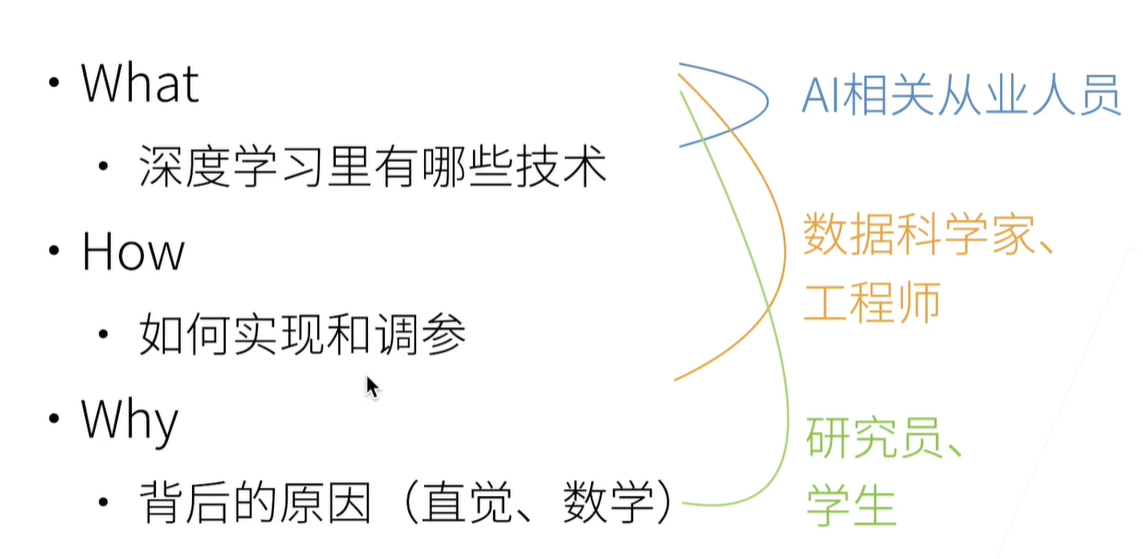 • What
• 深度学习里有哪些技术
• How
• 如何实现和调参
• Why
• 背后的原因（直觉、数学）
AI相关从业人员
数据科学家、
工程师
研究员、
学生